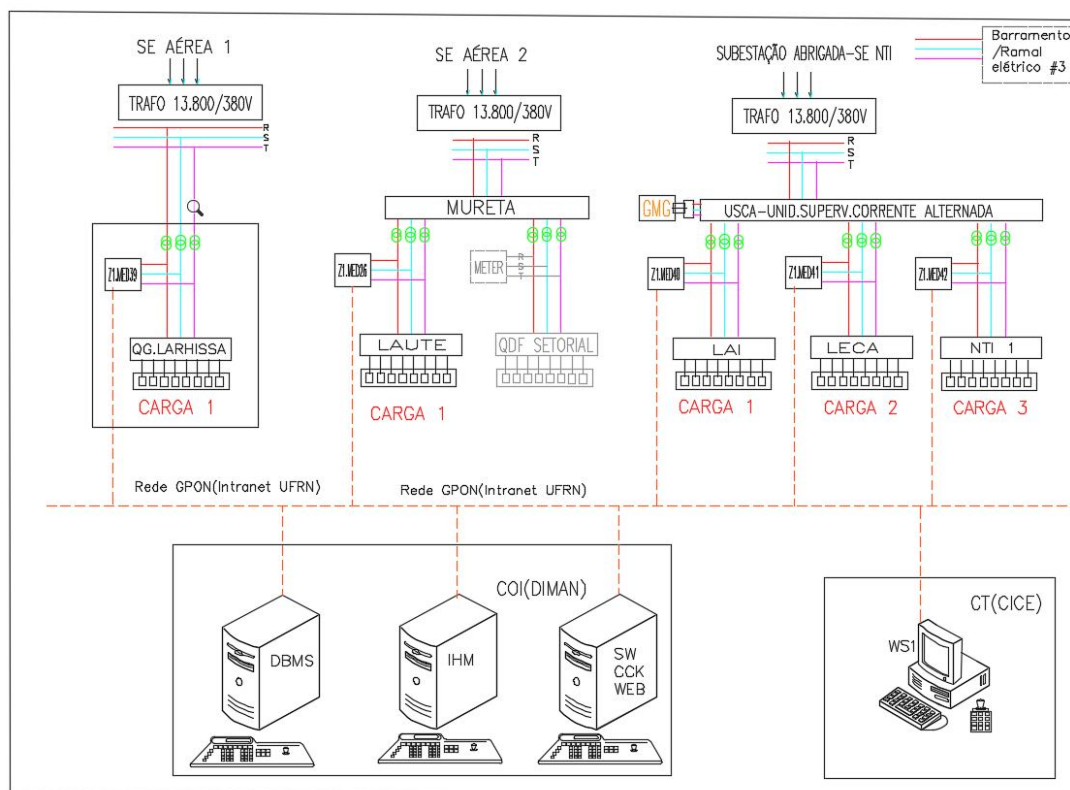 SE AÉREA 1
SE AÉREA 2
SUBESTAÇÃO ABRIGADA-SE NTI
Barramento
/Ramal
elétrico #3
TRAFO 13.800/380V
TRAFO 13.800/380V
TRAFO 13.800/380V
R
S
T
R
S
T
R
S
T
MURETA
GMG
USCA-UNID.SUPERV.CORRENTE ALTERNADA
Z1.MED39
Z1.MED26
METER
Z1.MED40
Z1.MED41
Z1.MED42
QG.LARHISSA
LAUTE
QDF SETORIAL
LAI
LECA
NTI 1
CARGA 1
CARGA 1
CARGA 1
CARGA 2
CARGA 3
Rede GPON(Intranet UFRN)
Rede GPON(Intranet UFRN)
COI(DIMAN)
CT(CICE)
DBMS
IHM
SW
CCK
WEB
WS1